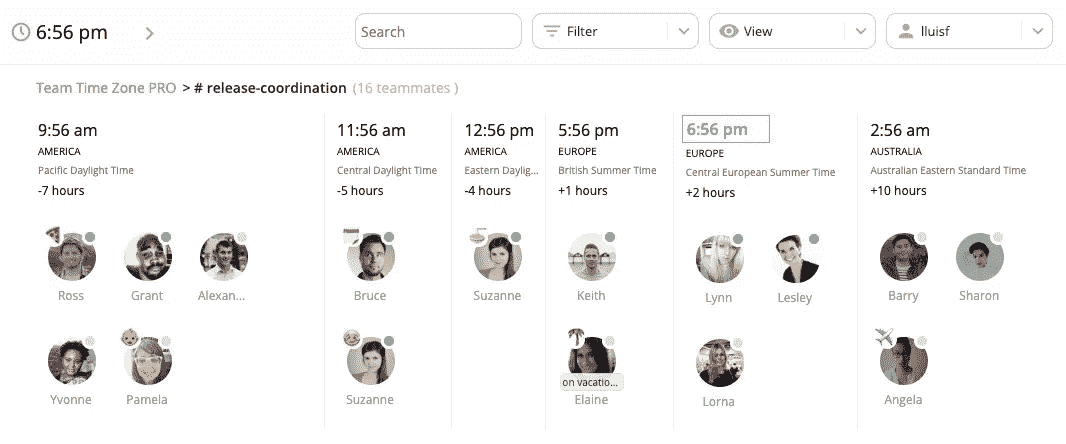 6:56 pm
Search
Filter
View
lluisf
Team Time Zone PRO > # release-coordination (16 teammates )
9:56 am
AMERICA
Pacific Daylight Time
-7 hours
Ross
Grant
Alexan...
Yvonne
Pamela
11:56 am
AMERICA
Central Daylight Time
-5 hours
Bruce
Suzanne
12:56 pm
AMERICA
Eastern Daylig...
-4 hours
Suzanne
5:56 pm
EUROPE
British Summer Time
+1 hours
Keith
on vacatio...
Elaine
6:56 pm
EUROPE
Central European Summer Time
+2 hours
Lynn
Lesley
Lorna
2:56 am
AUSTRALIA
Australian Eastern Standard Time
+10 hours
Barry
Sharon
Angela